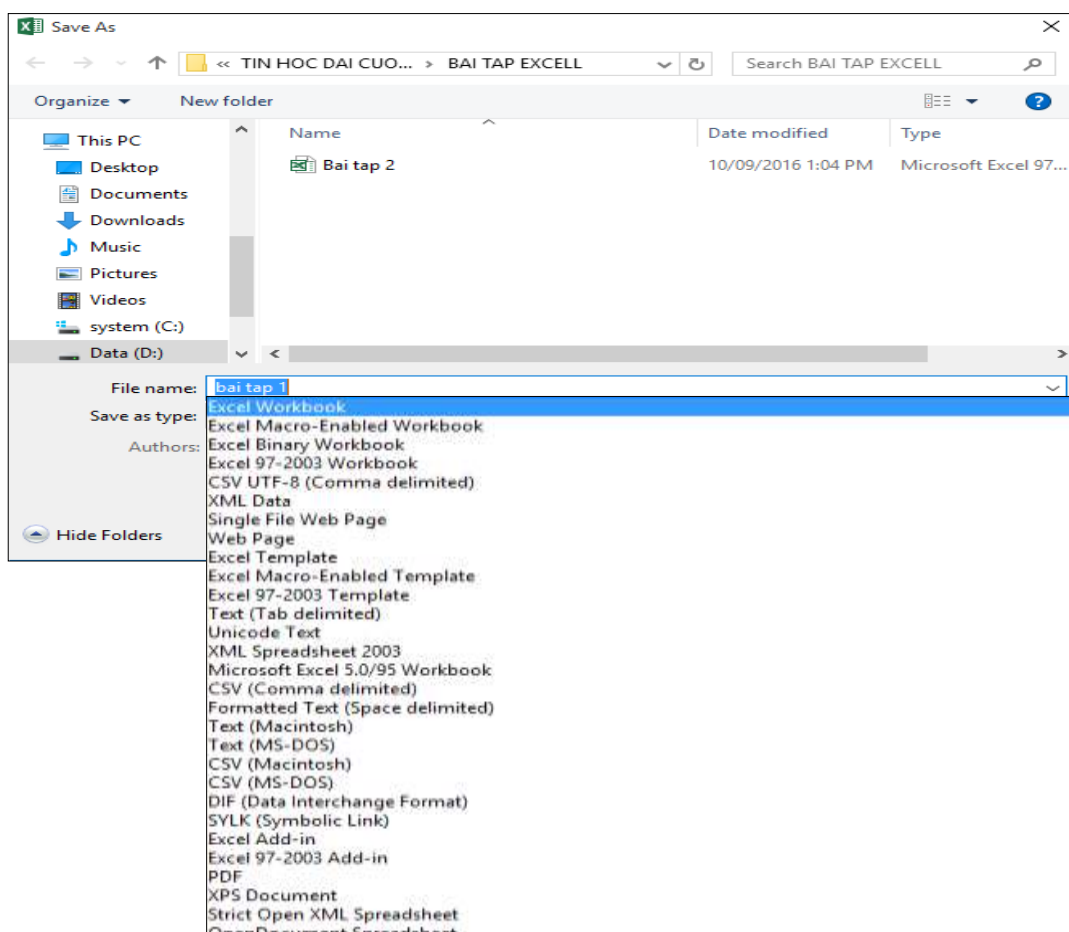 Save As
« TIN HOC DAI CUO... > BAI TAP EXCELL
Search BAI TAP EXCELL
Organize New folder
?
Name Date modified Type
Bai tap 2 10/09/2016 1:04 PM Microsoft Excel 97...
This PC
Desktop
Documents
Downloads
Music
Pictures
Videos
system (C:)
Data (D:)
File name: bai tap 1
Save as type:
Authors:
Hide Folders
Excel Workbook
Excel Macro-Enabled Workbook
Excel Binary Workbook
Excel 97-2003 Workbook
CSV UTF-8 (Comma delimited)
XML Data
Single File Web Page
Web Page
Excel Template
Excel Macro-Enabled Template
Excel 97-2003 Template
Text (Tab delimited)
Unicode Text
XML Spreadsheet 2003
Microsoft Excel 5.0/95 Workbook
CSV (Comma delimited)
Formatted Text (Space delimited)
Text (Macintosh)
Text (MS-DOS)
CSV (Macintosh)
CSV (MS-DOS)
DIF (Data Interchange Format)
SYLK (Symbolic Link)
Excel Add-in
Excel 97-2003 Add-in
PDF
XPS Document
Strict Open XML Spreadsheet
OpenDocument Spreadsheet